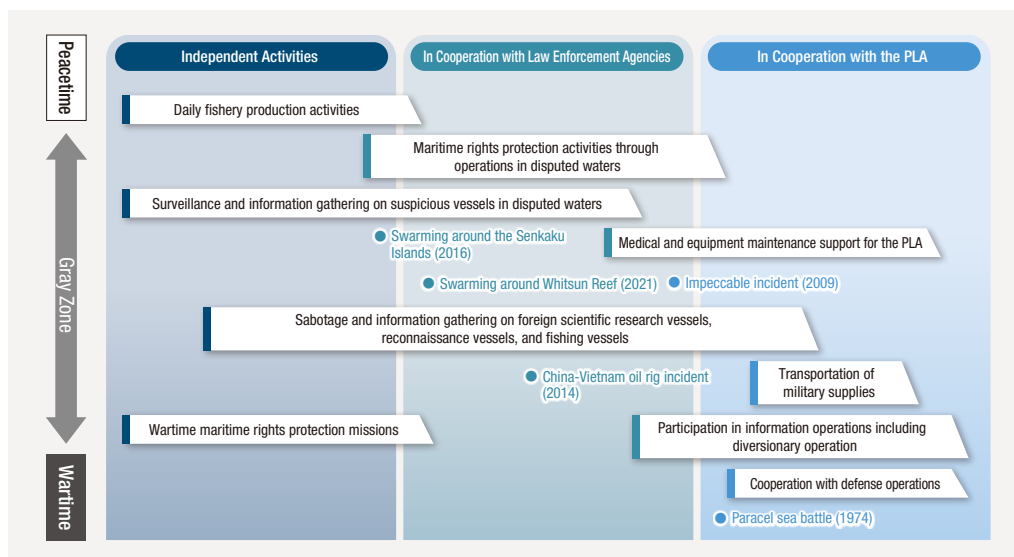 Peacetime
Gray Zone
Wartime
Independent Activities
In Cooperation with Law Enforcement Agencies
In Cooperation with the PLA
Daily fishery production activities
Maritime rights protection activities through
operations in disputed waters
Surveillance and information gathering on suspicious vessels in disputed waters
Swarming around the Senkaku
Islands (2016)
Medical and equipment maintenance support for the PLA
Swarming around Whitsun Reef (2021)
Impeccable incident (2009)
Sabotage and information gathering on foreign scientific research vessels,
reconnaissance vessels, and fishing vessels
China-Vietnam oil rig incident
(2014)
Transportation of
military supplies
Wartime maritime rights protection missions
Participation in information operations including
diversionary operation
Cooperation with defense operations
Paracel sea battle (1974)